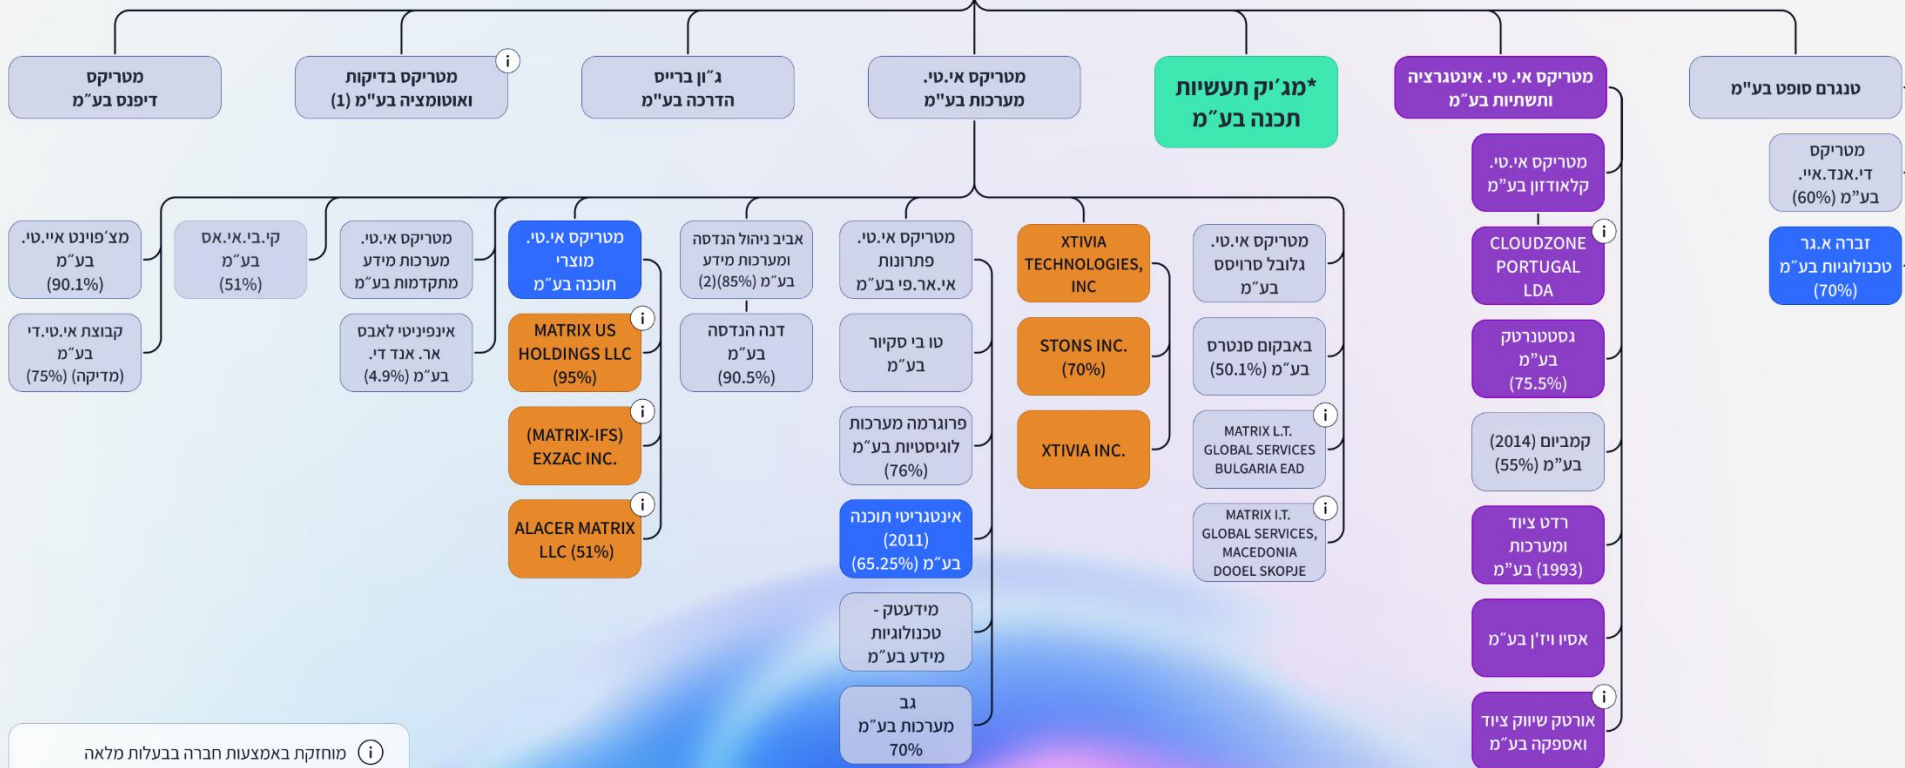 טנגרם סופט בע"מ
מטריקס
די.אנד.איי.
בע"מ (60%)
זברה א.גר
טכנולוגיות בע״מ
(70%)
מטריקס אי. טי. אינטגרציה
ותשתיות בע״מ
מטריקס אי.טי.
קלאודזון בע"מ
CLOUDZONE
PORTUGAL
LDA
גסטטנרטק
בע"מ
(75.5%)
קמביום (2014)
בע"מ (55%)
רדט ציוד
ומערכות
(1993) בע"מ
אסיו ויז'ן בע״מ
אורטק שיווק ציוד
ואספקה בע״מ
*מג׳יק תעשיות
תכנה בע״מ
מטריקס אי.טי.
מערכות בע"מ
מטריקס אי.טי.
גלובל סרויסס
בע״מ
באבקום סנטרס
בע״מ (50.1%)
MATRIX L.T.
GLOBAL SERVICES
BULGARIA EAD
MATRIX I.T.
GLOBAL SERVICES,
MACEDONIA
DOOEL SKOPJE
XTIVIA
TECHNOLOGIES,
INC
STONS INC.
(70%)
XTIVIA INC.
מטריקס אי.טי.
פתרונות
אי.אר.פי בע״מ
טו בי סקיור
בע״מ
פרוגרמה מערכות
לוגיסטיות בע״מ
(76%)
אינטגריטי תוכנה
(2011)
בע״מ (65.25%)
מידעטק -
טכנולוגיות
מידע בע״מ
גב
מערכות בע״מ
70%
אביב ניהול הנדסה
ומערכות מידע
בע״מ (85%)(2)
דנה הנדסה
בע״מ
(90.5%)
מטריקס אי.טי.
מוצרי
תוכנה בע״מ
MATRIX US
HOLDINGS LLC
(95%)
(MATRIX-IFS)
EXZAC INC.
ALACER MATRIX
LLC (51%)
מטריקס אי.טי.
מערכות מידע
מתקדמות בע״מ
אינפיניטי לאבס
אר. אנד די.
בע״מ (4.9%)
קי.בי.אי.אס
בע״מ
(51%)
מצ׳פוינט איי.טי.
בע״מ
(90.1%)
קבוצת אי.טי.די
בע״מ
(מדיקה) (75%)
ג׳ון ברייס
הדרכה בע"מ
מטריקס בדיקות
ואוטומציה בע"מ (1)
מטריקס
דיפנס בע״מ
i מוחזקת באמצעות חברה בבעלות מלאה